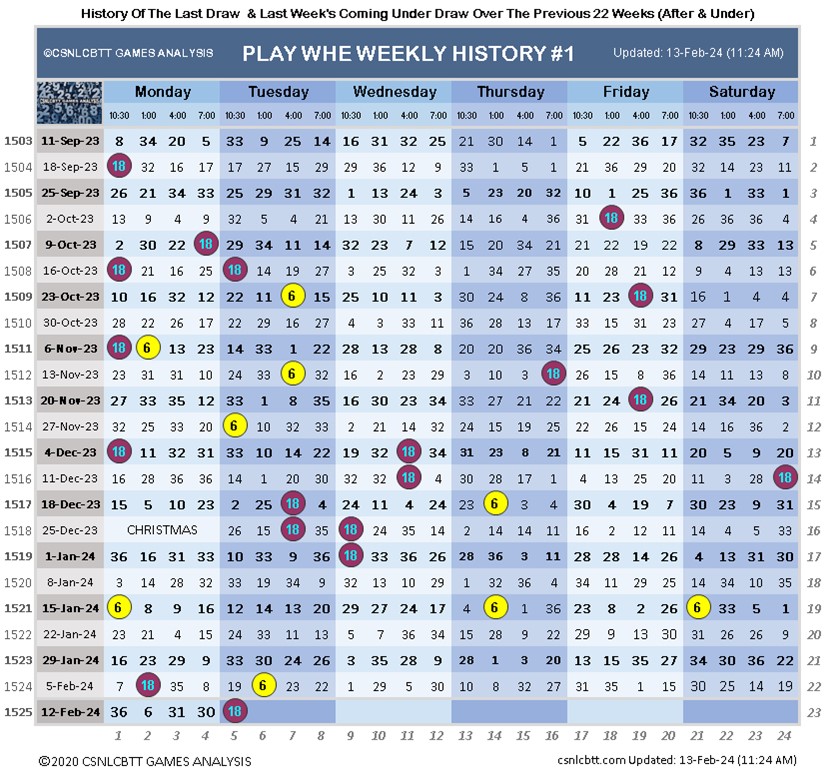 History Of The Last Draw & Last Week's Coming Under Draw Over The Previous 22 Weeks (After & Under)
©CSNLCBTT GAMES ANALYSIS PLAY WHE WEEKLY HISTORY #1 Updated: 13-Feb-24 (11:24 AM)
CSNLCBTT GAMES ANALYSIS Monday Tuesday Wednesday Thursday Friday Saturday
10:30 1:00 4:00 7:00 10:30 1:00 4:00 7:00 10:30 1:00 4:00 7:00 10:30 1:00 4:00 7:00 10:30 1:00 4:00 7:00 10:30 1:00 4:00 7:00
1503 11-Sep-23 8 34 20 5 33 9 25 14 16 31 32 25 21 30 14 1 5 22 36 17 32 35 23 7 1
1504 18-Sep-23 18 32 16 17 17 27 15 29 29 36 12 9 33 1 5 1 21 36 29 20 32 14 23 11 2
1505 25-Sep-23 26 21 34 33 25 29 31 32 1 13 24 3 5 23 20 32 10 1 25 36 36 1 33 1 3
1506 2-Oct-23 13 9 4 9 32 5 4 21 13 30 11 26 14 16 4 36 31 18 33 36 26 36 36 4 4
1507 9-Oct-23 2 30 22 18 29 34 11 14 32 23 7 12 15 20 34 21 21 22 19 22 8 29 33 13 5
1508 16-Oct-23 18 21 16 25 18 14 19 27 3 25 32 3 1 34 27 35 20 28 21 12 9 4 13 13 6
1509 23-Oct-23 10 16 32 12 22 11 6 15 25 10 11 3 30 24 8 36 11 23 19 31 16 1 4 4 7
1510 30-Oct-23 28 22 26 17 22 29 16 27 4 3 33 11 36 28 13 17 33 15 31 23 27 4 17 5 8
1511 6-Nov-23 18 6 13 23 14 33 1 22 28 13 28 8 20 20 36 34 25 26 23 32 29 23 29 36
1512 13-Nov-23 23 31 31 10 24 33 6 32 16 2 23 29 3 10 3 18 26 15 8 36 14 1 13 8 10
1513 20-Nov-23 27 33 35 12 33 1 8 35 16 30 23 34 33 27 21 22 21 24 18 26 21 34 20 3 11
1514 27-Nov-23 32 25 33 20 6 10 32 33 2 21 14 32 24 15 19 25 22 26 15 24 14 16 36 2 12
1515 4-Dec-23 18 11 32 31 33 10 14 22 19 32 18 34 31 23 8 21 11 15 31 11 20 5 9 20 13
1516 11-Dec-23 16 28 36 36 14 1 20 30 32 32 18 4 30 28 17 1 4 13 25 20 11 3 3 18 14
1517 18-Dec-23 15 5 10 23 2 25 18 4 24 11 4 24 23 6 3 4 30 4 19 7 30 23 9 31 15
1518 25-Dec-23 CHRISTMAS 26 15 18 35 18 24 35 14 2 14 14 11 16 2 12 11 14 1 5 33 16
1519 1-Jan-24 36 16 31 33 10 33 9 36 18 33 36 26 28 36 3 11 28 28 14 26 4 13 31 30 17
1520 8-Jan-24 3 14 28 32 33 19 34 9 32 13 10 29 1 32 36 4 34 11 29 25 14 34 10 35 18
1521 15-Jan-24 6 8 9 16 12 14 13 20 29 27 24 17 4 6 1 36 23 8 2 26 6 33 5 1 19
1522 22-Jan-24 23 21 4 15 24 33 11 13 5 7 36 34 15 28 9 22 29 9 13 30 31 26 26 9 20
1523 29-Jan-24 16 23 29 9 33 30 24 26 3 35 28 9 28 1 3 20 13 15 35 27 34 30 36 22 21
1524 5-Feb-24 7 18 35 8 19 6 23 22 1 29 5 30 10 8 32 27 31 35 1 15 30 25 14 19 22
1525 12-Feb-24 36 6 31 30 18 23
1 2 3 4 5 6 7 8 9 10 11 12 13 14 15 16 17 18 19 20 21 22 23 24
©2020 CSNLCBTT GAMES ANALYSIS csnlcbtt.com Updated: 13-Feb-24 (11:24 AM)